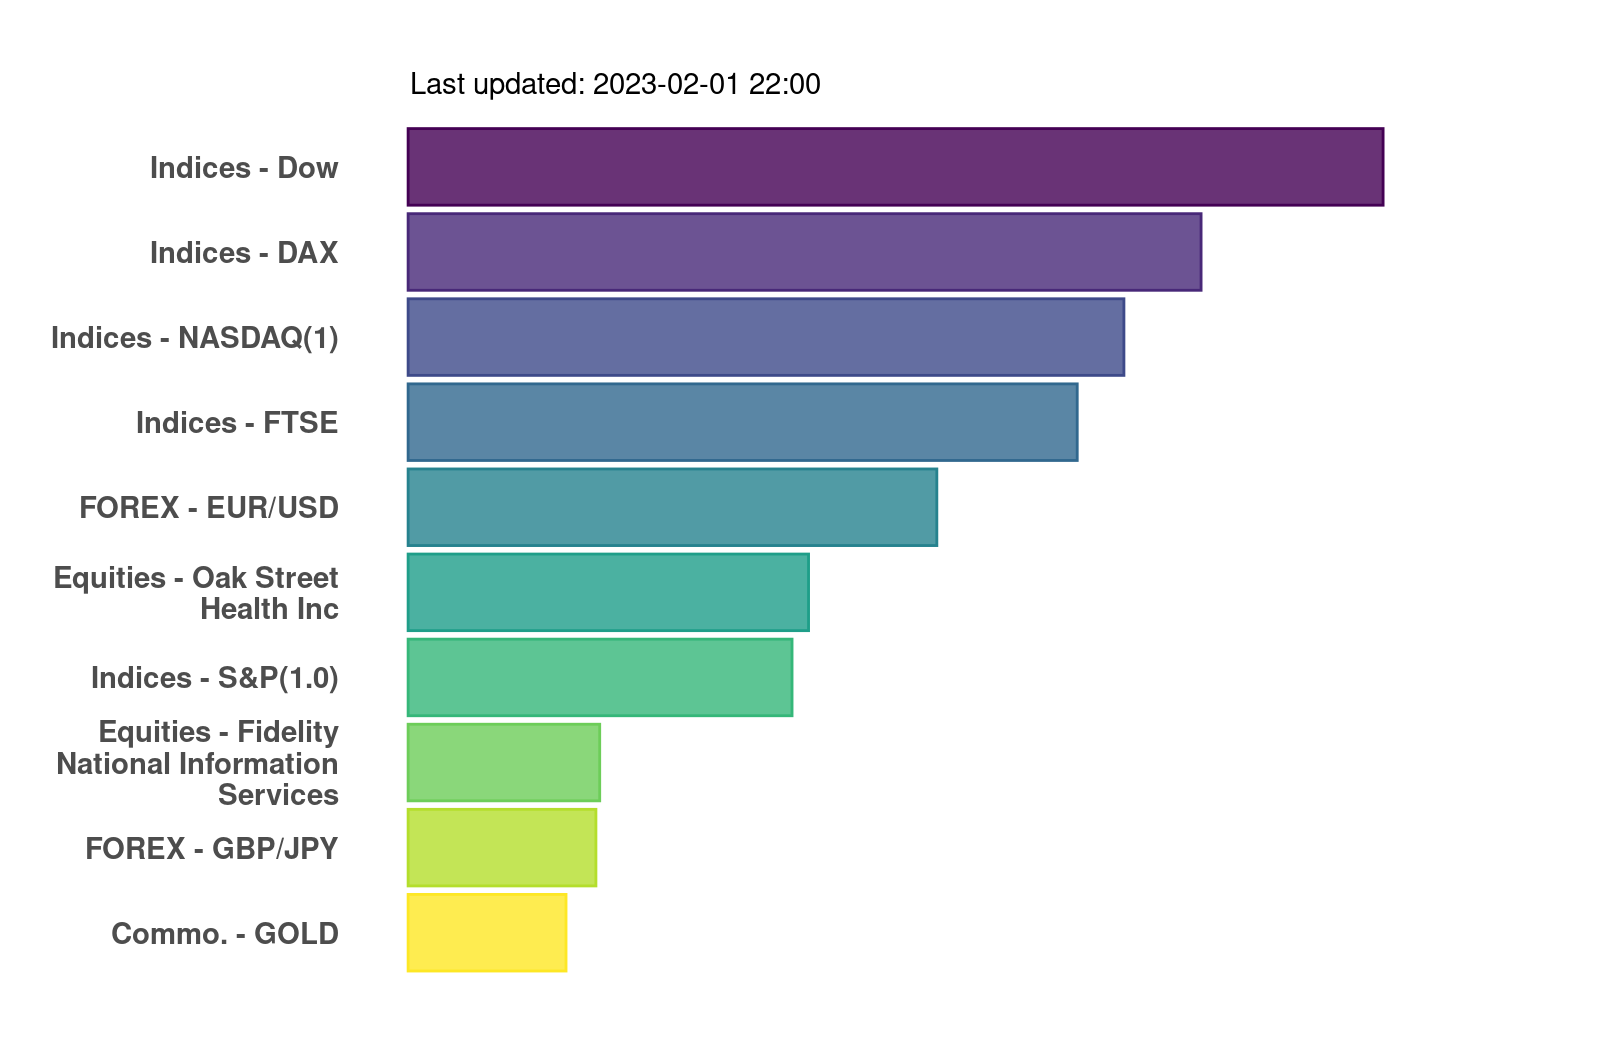 Last updated: 2023-02-01 22:00
Indices - Dow
Indices - DAX
Indices - NASDAQ(1)
Indices - FTSE
FOREX - EUR/USD
Equities - Oak Street
Health Inc
Indices - S&P(1.0)
Equities - Fidelity
National Information
Services
FOREX - GBP/JPY
Commo. - GOLD